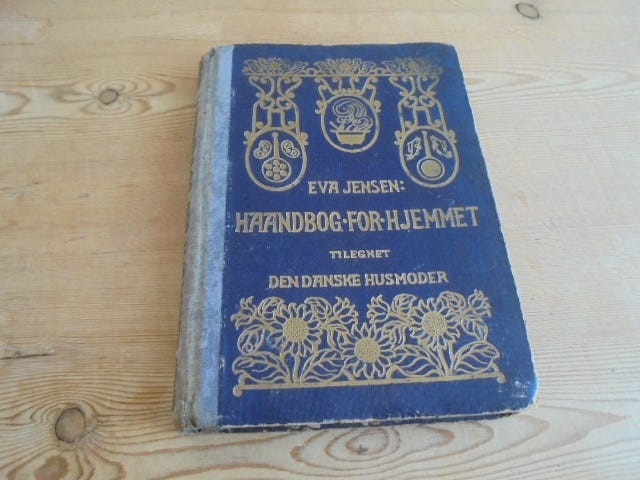 EVA JENSEN:
HAANDBOG·FOR·HJEMMET
TILEGNET
DEN DANSKE HUSMODER